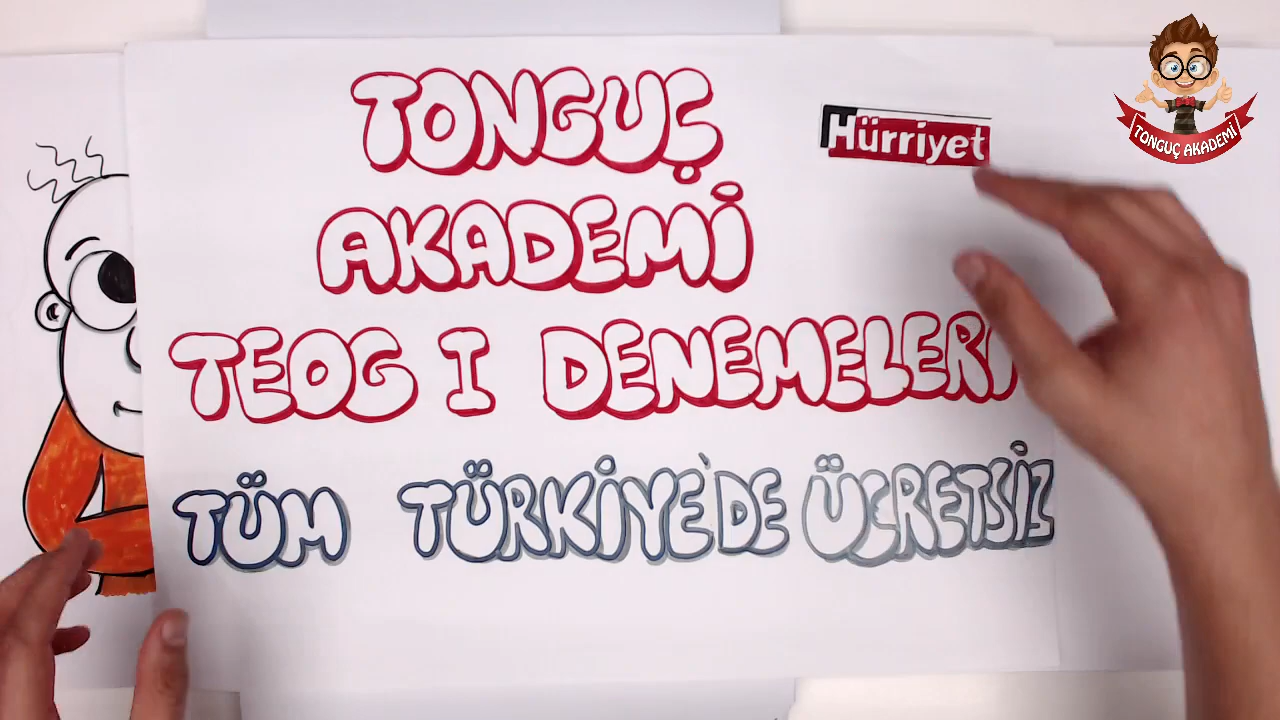 TONGUÇ
AKADEMİ
Hürriyet
TONGUÇ AKADEMİ
TEOG I DENEMELERİ
TÜM TÜRKİYE'DE ÜCRETSİZ